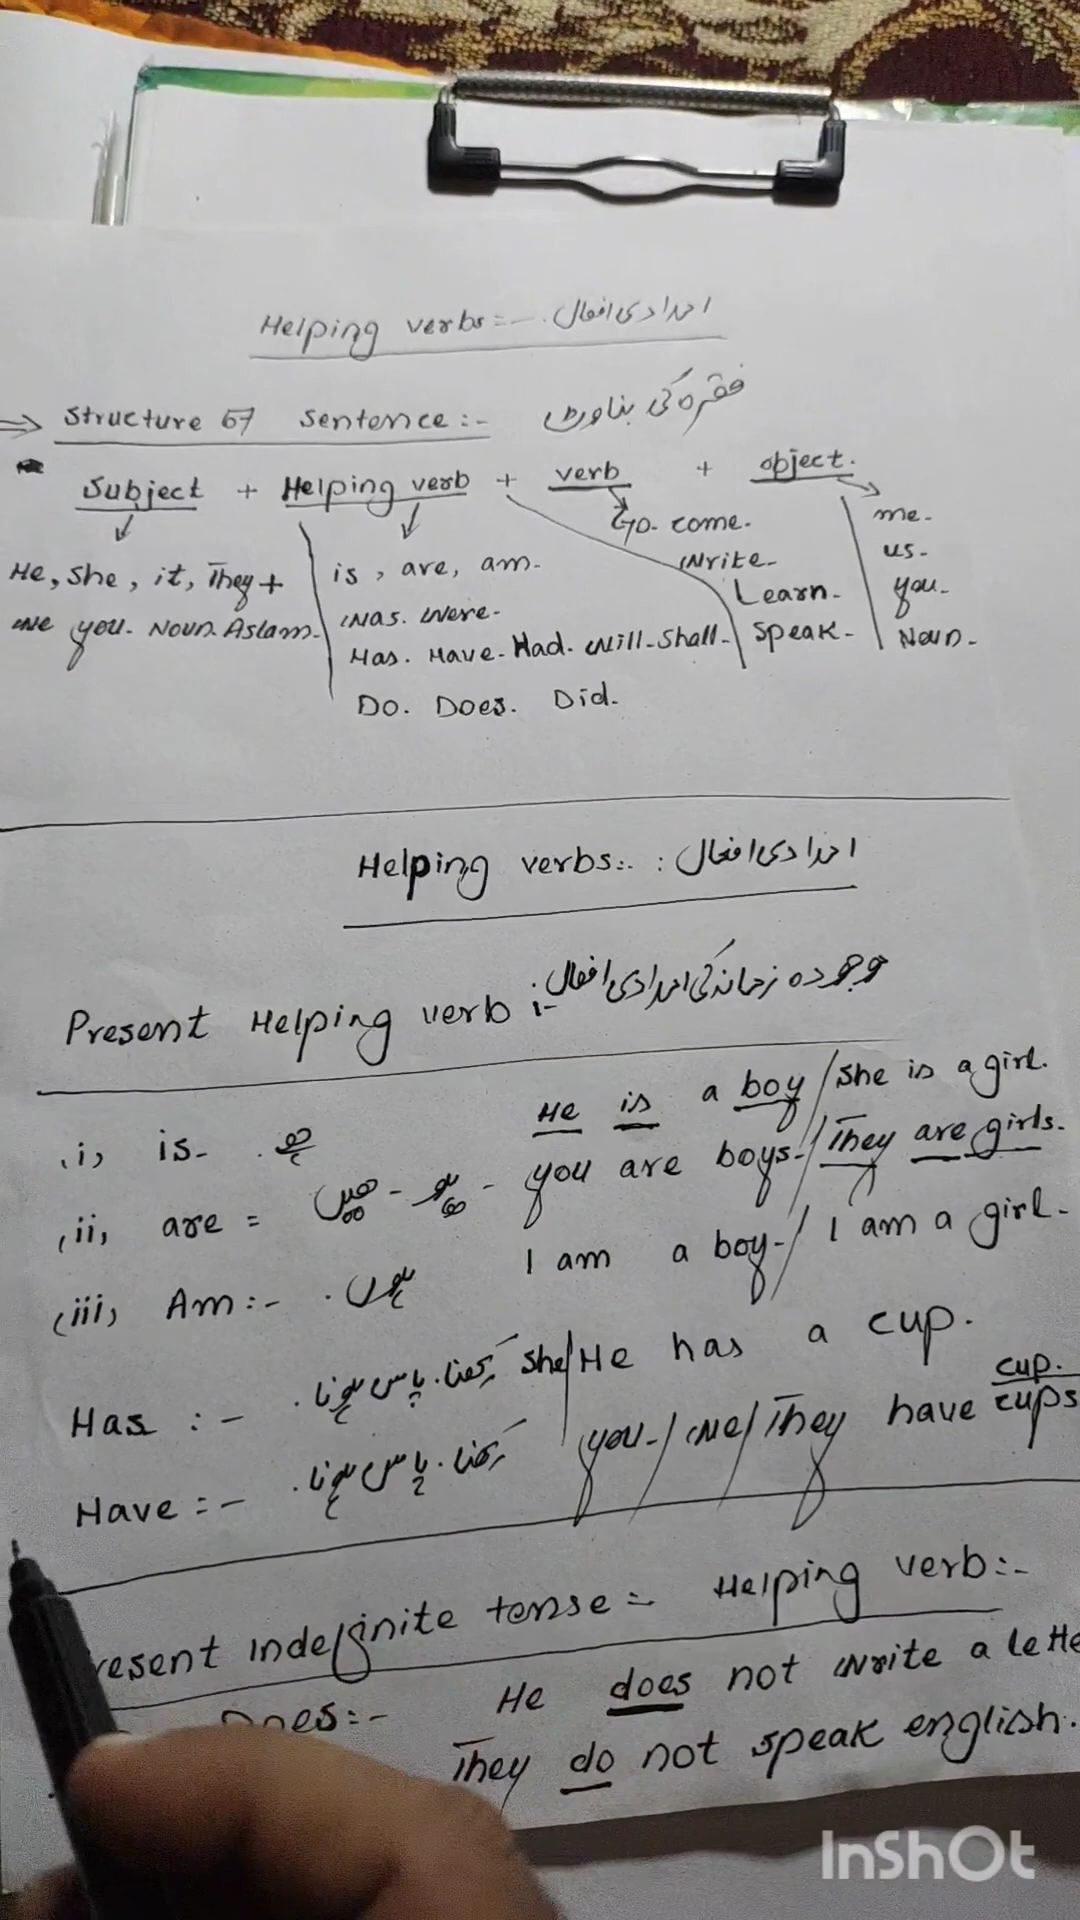 Helping verbs:- امدادی افعال
⇒ Structure of Sentence:- فقرہ کی بناوٹ
Subject + Helping verb + verb + object.
He, She, it, They + is, are, am. Go. come. me.
we you. Noun. Aslam. was. were. write. us.
Has. Have. Had. will. Shall. Learn. you.
Do. Does. Did. Speak. Noun.
Helping verbs:. : امدادی افعال
Present Helping verb :- موجودہ زمانہ کی امدادی افعال
(i) is. ہے He is a boy / She is a girl.
(ii) are = ہیں - ہو - you are boys. / They are girls.
(iii) Am :- ہوں. I am a boy. / I am a girl.
Has :- رکھنا. پاس ہونا. She/He has a cup.
Have :- رکھنا. پاس ہونا. you / we / They have cup. cups
resent indefinite tense = Helping verb:-
Does:- He does not write a lette
They do not speak english.
InShOt